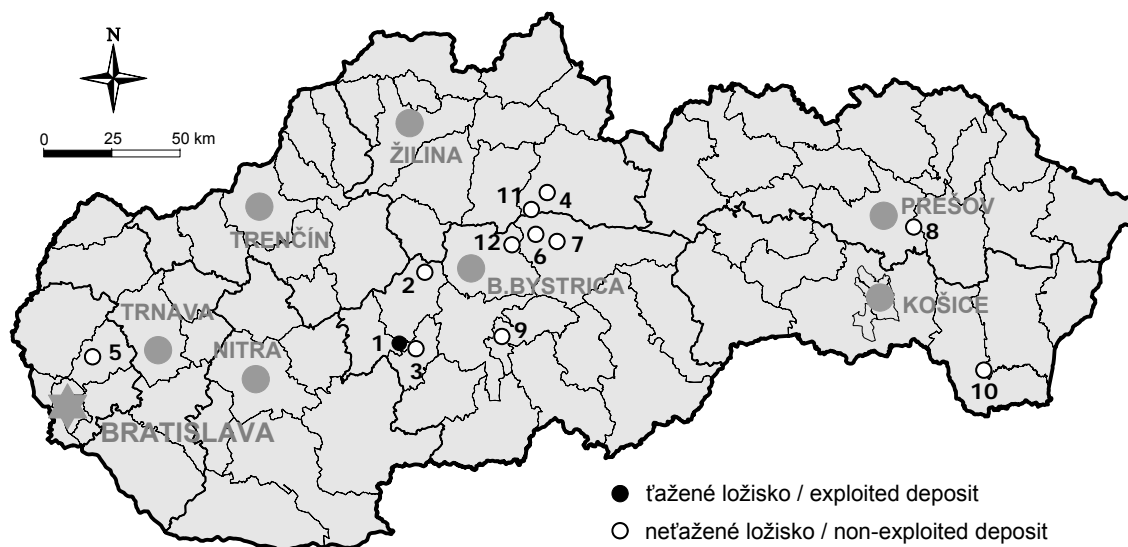 N
0 25 50 km
ŽILINA
11
4
PREŠOV
TRENČÍN
8
12
6
7
2
B.BYSTRICA
KOŠICE
TRNAVA
9
1
NITRA
5
3
10
BRATISLAVA
ťažené ložisko / exploited deposit
neťažené ložisko / non-exploited deposit